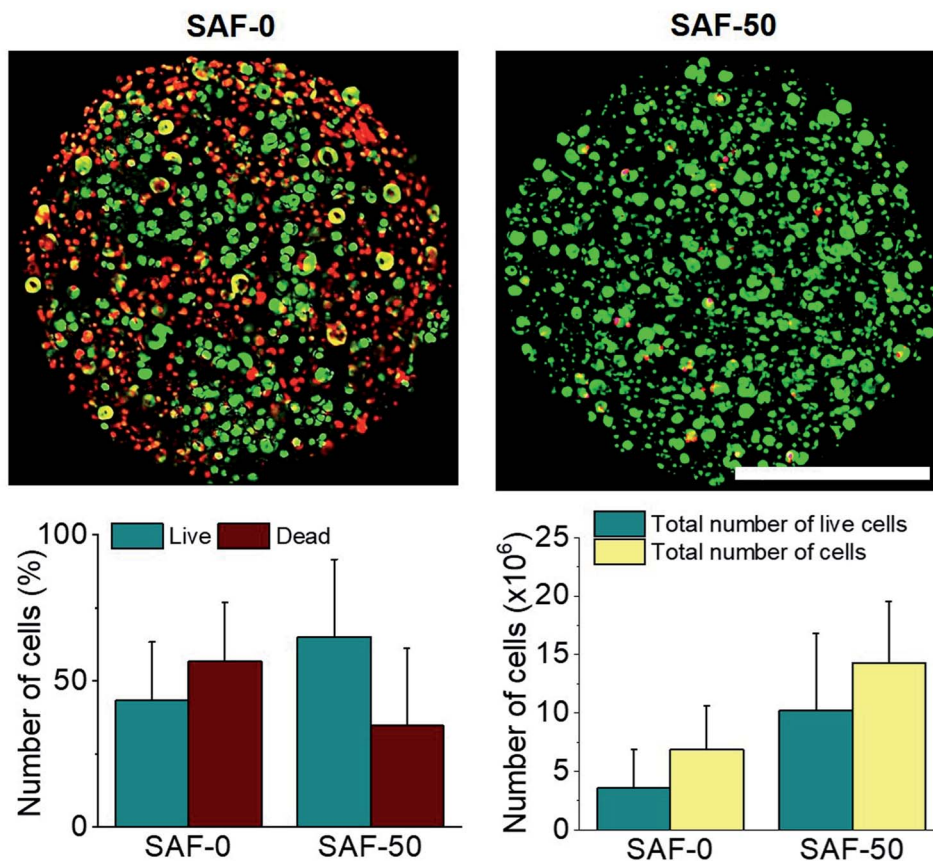 SAF-0
SAF-50
Number of cells (%)
100
50
0
Live
Dead
SAF-0
SAF-50
Number of cells (x10⁶)
25
20
15
10
5
0
Total number of live cells
Total number of cells
SAF-0
SAF-50